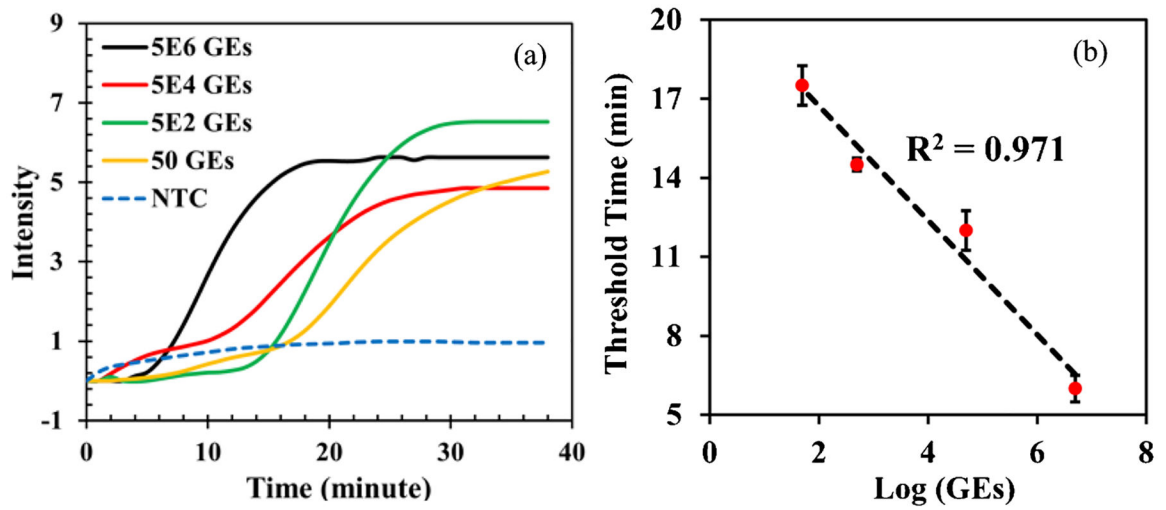 9
7
5
3
1
-1
Intensity
5E6 GEs
5E4 GEs
5E2 GEs
50 GEs
NTC
(a)
0 10 20 30 40
Time (minute)
20
17
14
11
8
5
Threshold Time (min)
(b)
R² = 0.971
0 2 4 6 8
Log (GEs)